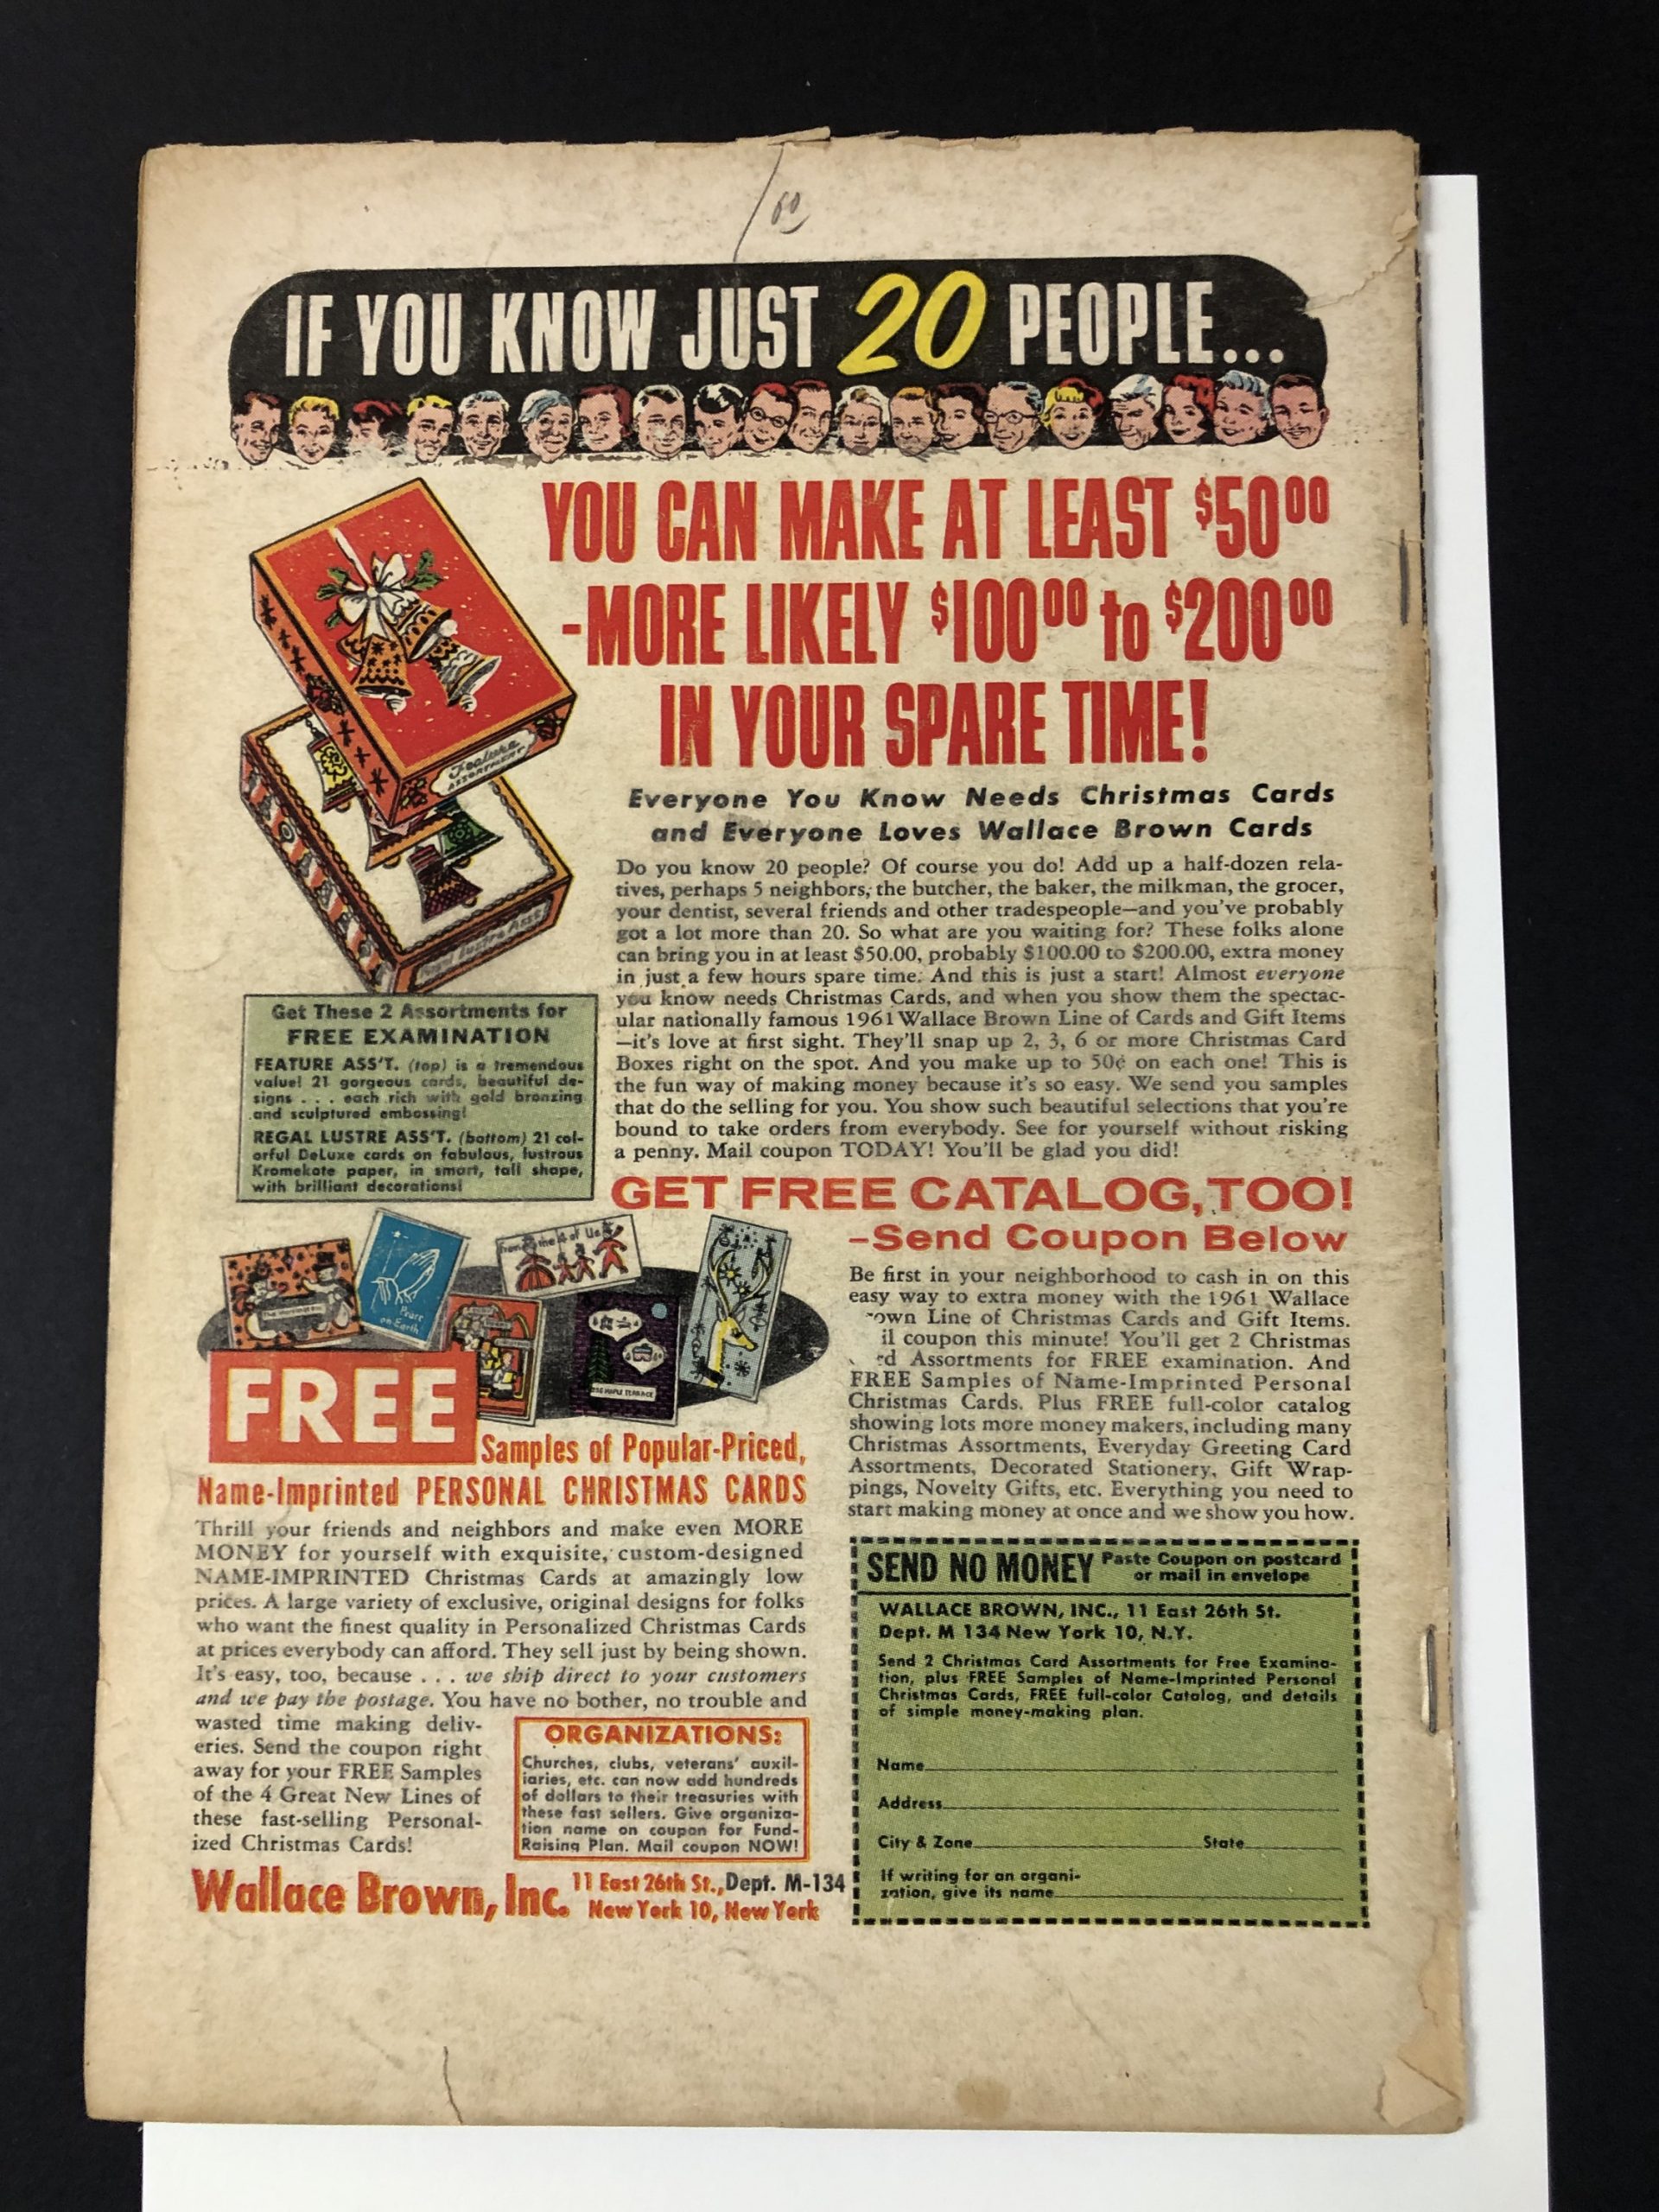 60
IF YOU KNOW JUST 20 PEOPLE...
YOU CAN MAKE AT LEAST $50.00
-MORE LIKELY $100.00 to $200.00
IN YOUR SPARE TIME!
Feature
ASSORTMENT
Regal Lustre Ass't
Everyone You Know Needs Christmas Cards
and Everyone Loves Wallace Brown Cards
Do you know 20 people? Of course you do! Add up a half-dozen rela-
tives, perhaps 5 neighbors, the butcher, the baker, the milkman, the grocer,
your dentist, several friends and other tradespeople—and you've probably
got a lot more than 20. So what are you waiting for? These folks alone
can bring you in at least $50.00, probably $100.00 to $200.00, extra money
in just a few hours spare time. And this is just a start! Almost everyone
you know needs Christmas Cards, and when you show them the spectac-
ular nationally famous 1961 Wallace Brown Line of Cards and Gift Items
—it's love at first sight. They'll snap up 2, 3, 6 or more Christmas Card
Boxes right on the spot. And you make up to 50¢ on each one! This is
the fun way of making money because it's so easy. We send you samples
that do the selling for you. You show such beautiful selections that you're
bound to take orders from everybody. See for yourself without risking
a penny. Mail coupon TODAY! You'll be glad you did!
Get These 2 Assortments for
FREE EXAMINATION
FEATURE ASS'T. (top) is a tremendous
value! 21 gorgeous cards, beautiful de-
signs . . . each rich with gold bronzing
and sculptured embossing!
REGAL LUSTRE ASS'T. (bottom) 21 col-
orful DeLuxe cards on fabulous, lustrous
Kromekote paper, in smart, tall shape,
with brilliant decorations!
GET FREE CATALOG, TOO!
–Send Coupon Below
Be first in your neighborhood to cash in on this
easy way to extra money with the 1961 Wallace
own Line of Christmas Cards and Gift Items.
il coupon this minute! You'll get 2 Christmas
rd Assortments for FREE examination. And
FREE Samples of Name-Imprinted Personal
Christmas Cards. Plus FREE full-color catalog
showing lots more money makers, including many
Christmas Assortments, Everyday Greeting Card
Assortments, Decorated Stationery, Gift Wrap-
pings, Novelty Gifts, etc. Everything you need to
start making money at once and we show you how.
Peace
on Earth
from the 4 of Us
MAPLE TERRACE
FREE
Samples of Popular-Priced,
Name-Imprinted PERSONAL CHRISTMAS CARDS
Thrill your friends and neighbors and make even MORE
MONEY for yourself with exquisite, custom-designed
NAME-IMPRINTED Christmas Cards at amazingly low
prices. A large variety of exclusive, original designs for folks
who want the finest quality in Personalized Christmas Cards
at prices everybody can afford. They sell just by being shown.
It's easy, too, because . . . we ship direct to your customers
and we pay the postage. You have no bother, no trouble and
wasted time making deliv-
eries. Send the coupon right
away for your FREE Samples
of the 4 Great New Lines of
these fast-selling Personal-
ized Christmas Cards!
ORGANIZATIONS:
Churches, clubs, veterans' auxil-
iaries, etc. can now add hundreds
of dollars to their treasuries with
these fast sellers. Give organiza-
tion name on coupon for Fund-
Raising Plan. Mail coupon NOW!
Wallace Brown, Inc. 11 East 26th St., Dept. M-134
New York 10, New York
SEND NO MONEY Paste Coupon on postcard
or mail in envelope
WALLACE BROWN, INC., 11 East 26th St.
Dept. M 134 New York 10, N.Y.
Send 2 Christmas Card Assortments for Free Examina-
tion, plus FREE Samples of Name-Imprinted Personal
Christmas Cards, FREE full-color Catalog, and details
of simple money-making plan.
Name
Address
City & Zone State
If writing for an organi-
zation, give its name